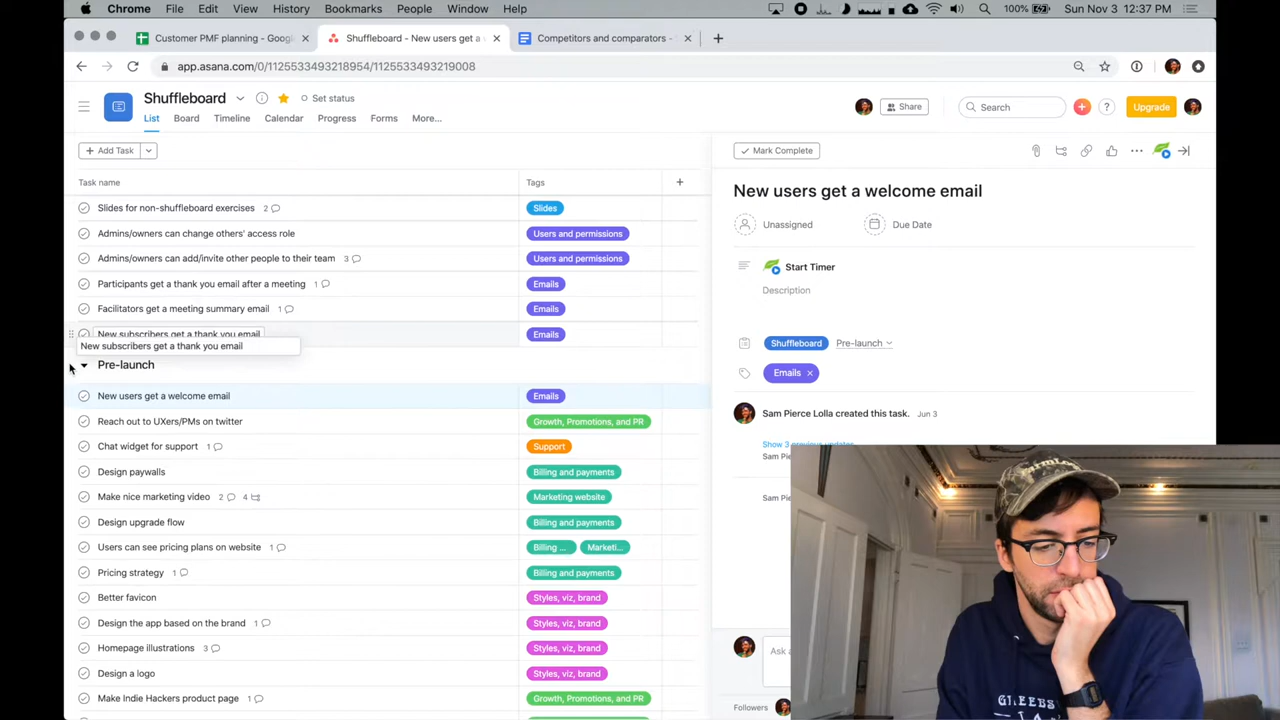 Chrome File Edit View History Bookmarks People Window Help 100% Sun Nov 3 12:37 PM
Customer PMF planning - Google Shuffleboard - New users get a Competitors and comparators -
app.asana.com/0/1125533493218954/1125533493219008
Shuffleboard Set status Share Search Upgrade
List Board Timeline Calendar Progress Forms More...
Add Task
Mark Complete
Task name Tags
New users get a welcome email
Slides for non-shuffleboard exercises 2 Slides
Unassigned Due Date
Admins/owners can change others' access role Users and permissions
Admins/owners can add/invite other people to their team 3 Users and permissions
Start Timer
Participants get a thank you email after a meeting 1 Emails
Description
Facilitators get a meeting summary email 1 Emails
New subscribers get a thank you email Emails
New subscribers get a thank you email
Shuffleboard Pre-launch
Pre-launch
Emails ×
New users get a welcome email Emails
Sam Pierce Lolla created this task. Jun 3
Reach out to UXers/PMs on twitter Growth, Promotions, and PR
Show 3 previous updates
Chat widget for support 1 Support
Sam Pie
Design paywalls Billing and payments
Make nice marketing video 2 4 Marketing website
Sam Pie
Design upgrade flow Billing and payments
Users can see pricing plans on website 1 Billing ... Marketi...
Pricing strategy 1 Billing and payments
Better favicon Styles, viz, brand
Design the app based on the brand 1 Styles, viz, brand
Homepage illustrations 3 Styles, viz, brand
Ask a
Design a logo Styles, viz, brand
Make Indie Hackers product page 1 Growth, Promotions, and PR
Followers